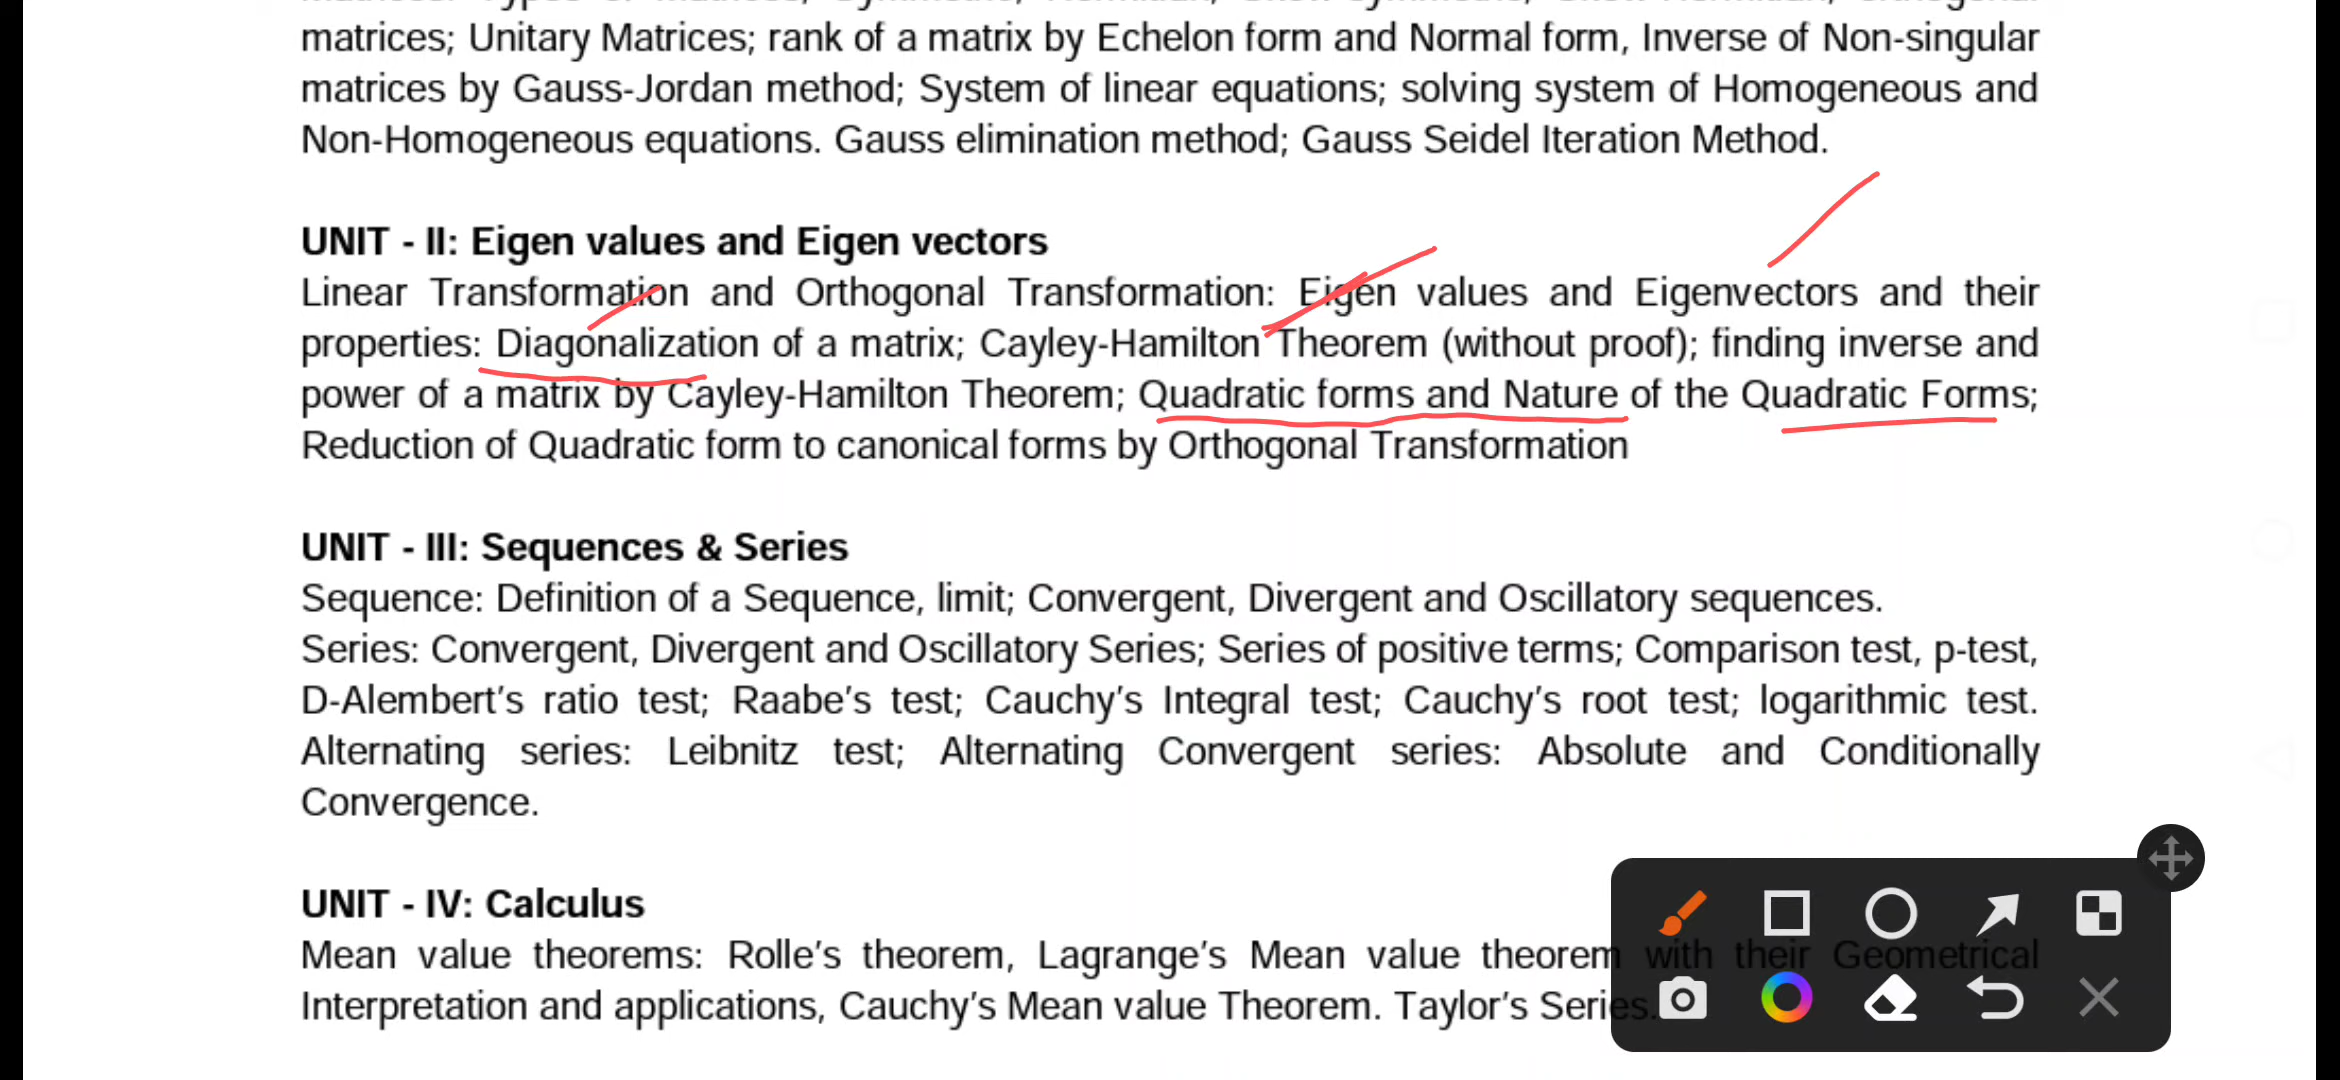 matrices; Unitary Matrices; rank of a matrix by Echelon form and Normal form, Inverse of Non-singular
matrices by Gauss-Jordan method; System of linear equations; solving system of Homogeneous and
Non-Homogeneous equations. Gauss elimination method; Gauss Seidel Iteration Method.
UNIT - II: Eigen values and Eigen vectors
Linear Transformation and Orthogonal Transformation: Eigen values and Eigenvectors and their
properties: Diagonalization of a matrix; Cayley-Hamilton Theorem (without proof); finding inverse and
power of a matrix by Cayley-Hamilton Theorem; Quadratic forms and Nature of the Quadratic Forms;
Reduction of Quadratic form to canonical forms by Orthogonal Transformation
UNIT - III: Sequences & Series
Sequence: Definition of a Sequence, limit; Convergent, Divergent and Oscillatory sequences.
Series: Convergent, Divergent and Oscillatory Series; Series of positive terms; Comparison test, p-test,
D-Alembert's ratio test; Raabe's test; Cauchy's Integral test; Cauchy's root test; logarithmic test.
Alternating series: Leibnitz test; Alternating Convergent series: Absolute and Conditionally
Convergence.
UNIT - IV: Calculus
Mean value theorems: Rolle's theorem, Lagrange's Mean value theorem with their Geometrical
Interpretation and applications, Cauchy's Mean value Theorem. Taylor's Series.